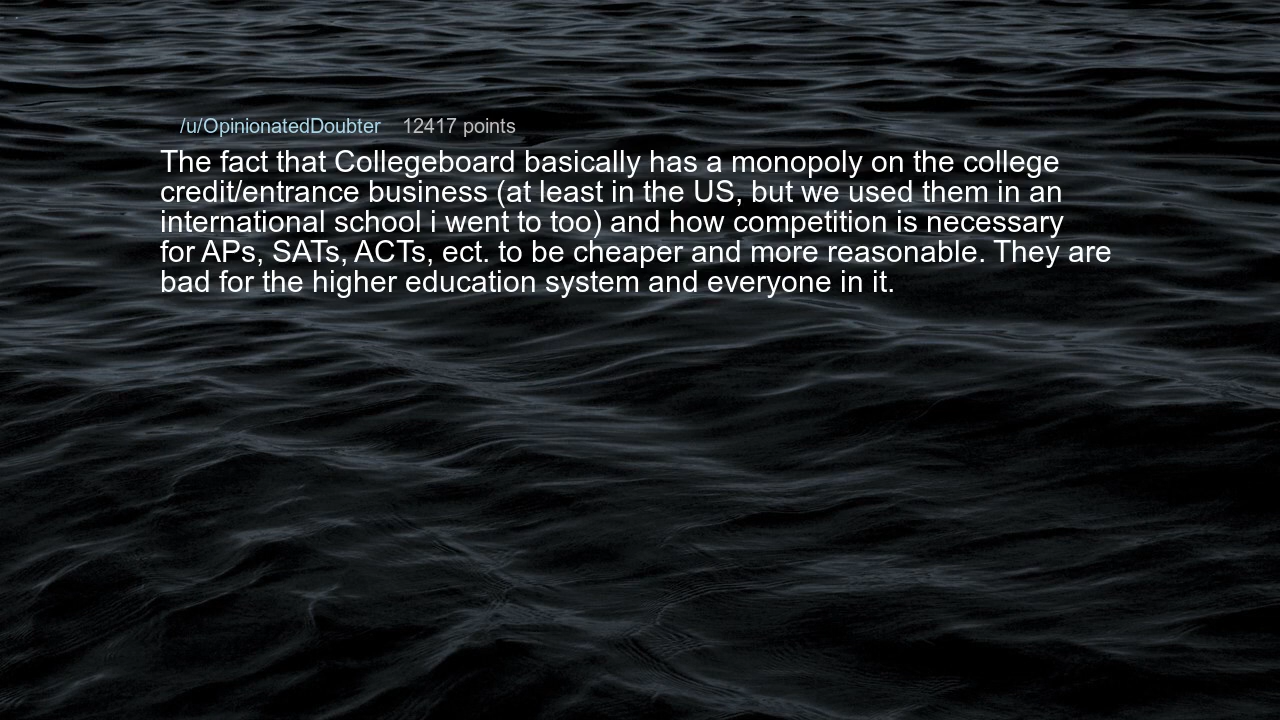 /u/OpinionatedDoubter 12417 points
The fact that Collegeboard basically has a monopoly on the college
credit/entrance business (at least in the US, but we used them in an
international school i went to too) and how competition is necessary
for APs, SATs, ACTs, ect. to be cheaper and more reasonable. They are
bad for the higher education system and everyone in it.